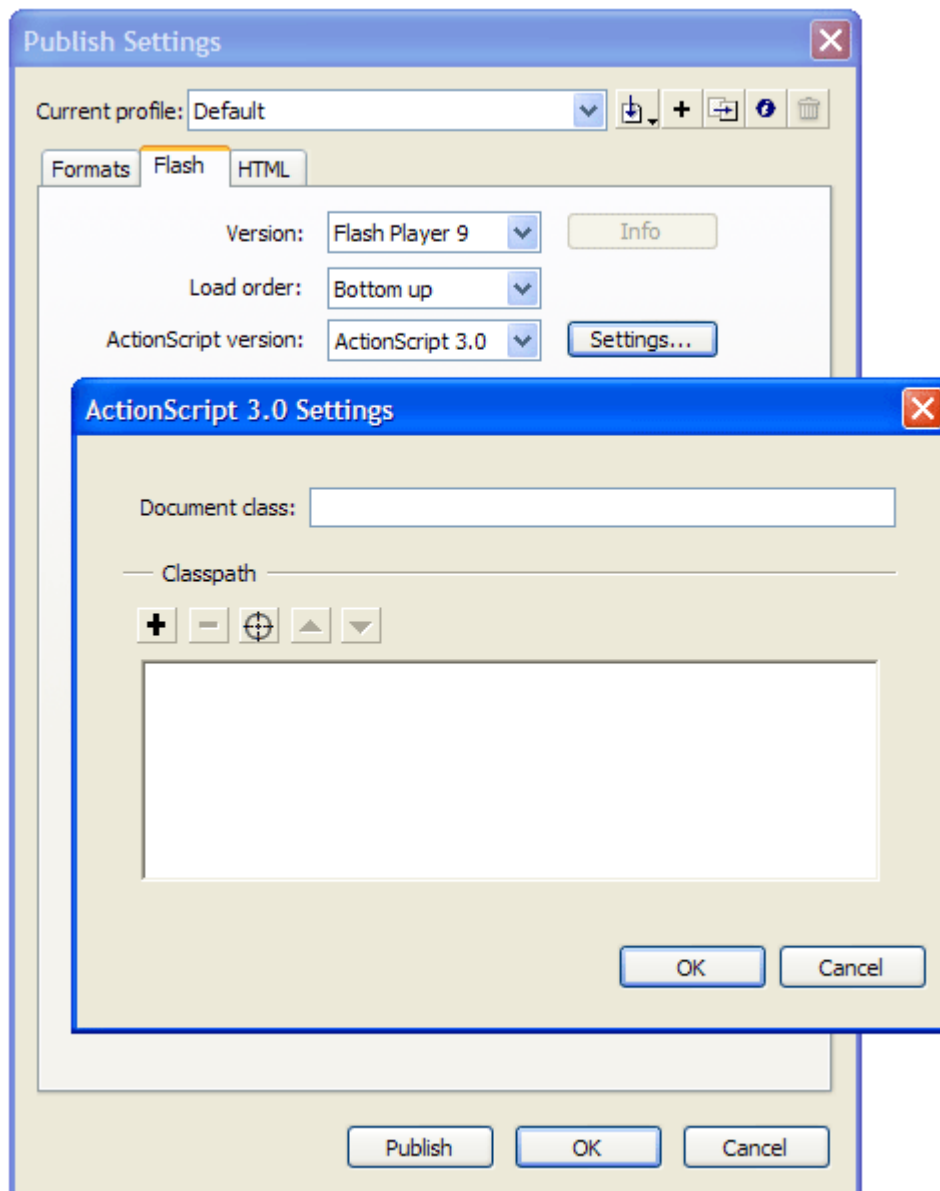 Publish Settings
Current profile: Default
Formats Flash HTML
Version: Flash Player 9 Info
Load order: Bottom up
ActionScript version: ActionScript 3.0 Settings...
ActionScript 3.0 Settings
Document class:
Classpath
OK Cancel
Publish OK Cancel